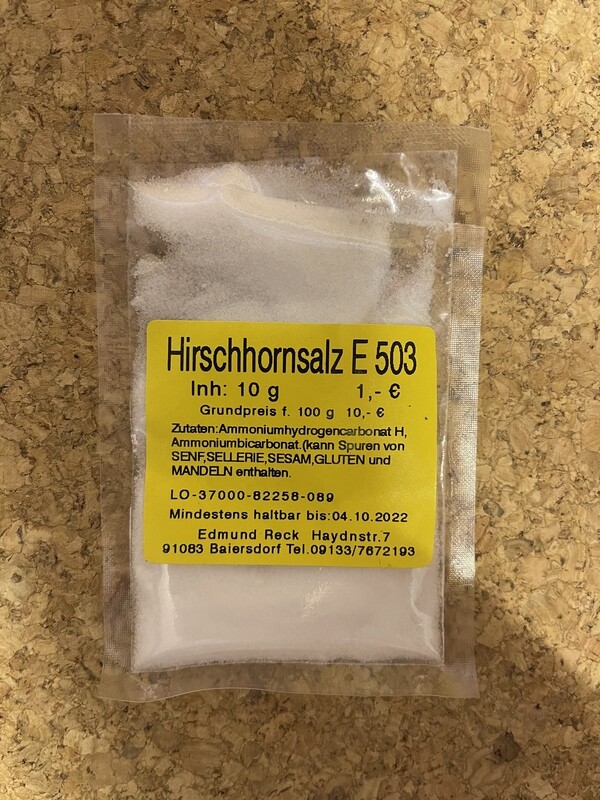 Hirschhornsalz E 503
Inh: 10 g 1,- €
Grundpreis f. 100 g 10,- €
Zutaten:Ammoniumhydrogencarbonat H,
Ammoniumbicarbonat.(kann Spuren von
SENF,SELLERIE,SESAM,GLUTEN und
MANDELN enthalten.
LO-37000-82258-089
Mindestens haltbar bis:04.10.2022
Edmund Reck Haydnstr.7
91083 Baiersdorf Tel.09133/7672193